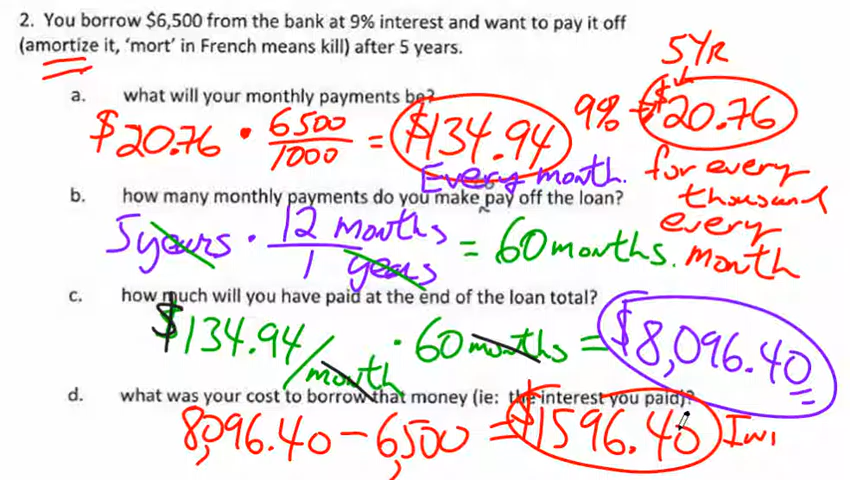 2. You borrow $6,500 from the bank at 9% interest and want to pay it off
(amortize it, 'mort' in French means kill) after 5 years.
5YR
a. what will your monthly payments be?
9% → $20.76
$20.76 • 6500/1000 = $134.94
Every month.
for every
thousand
every
month
b. how many monthly payments do you make pay off the loan?
5 years • 12 months / 1 years = 60 months.
c. how much will you have paid at the end of the loan total?
$134.94/month • 60 months = $8,096.40
d. what was your cost to borrow that money (ie: the interest you paid)?
8,096.40 − 6,500 = $1596.40